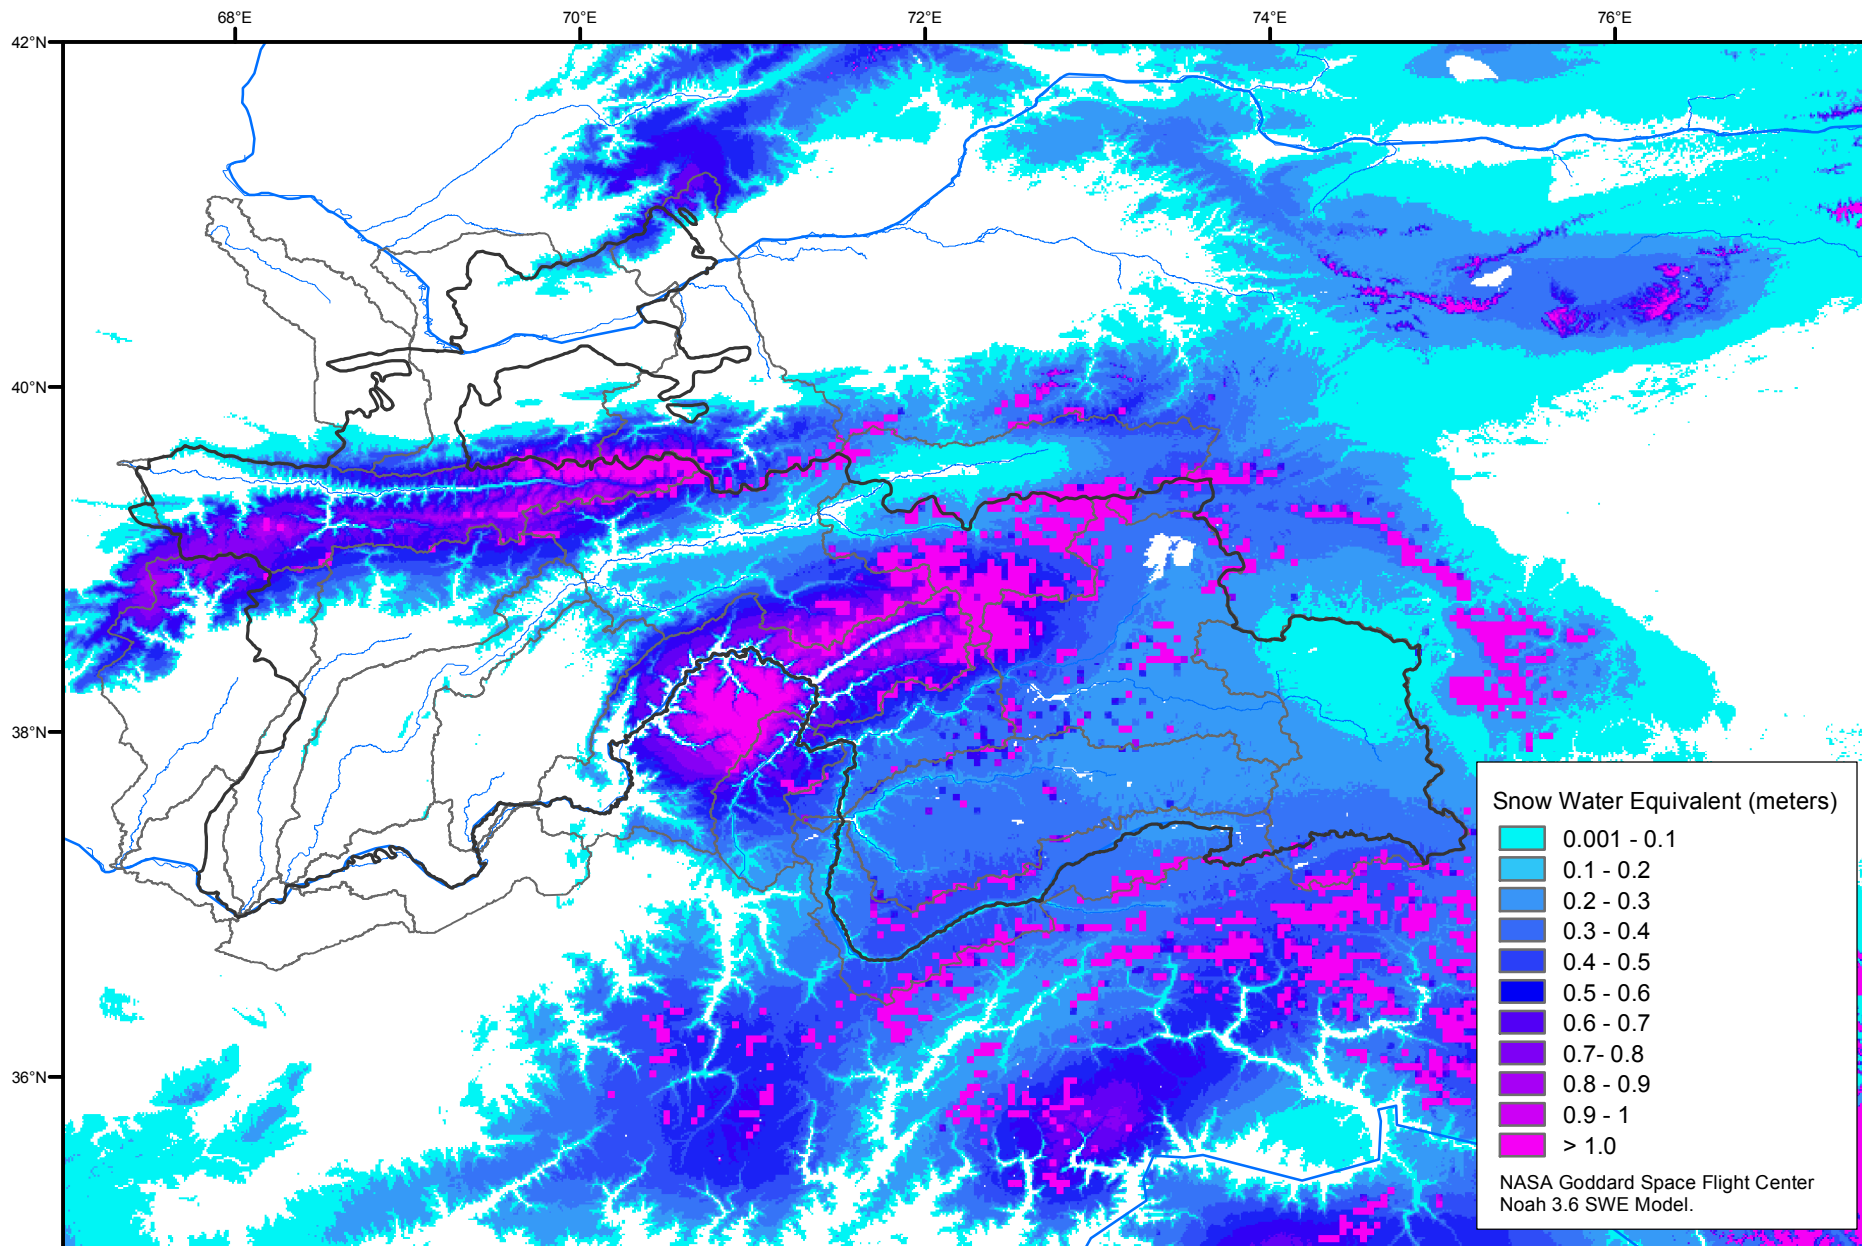 68°E 70°E 72°E 74°E 76°E
42°N
40°N
38°N
36°N
Snow Water Equivalent (meters)
0.001 - 0.1
0.1 - 0.2
0.2 - 0.3
0.3 - 0.4
0.4 - 0.5
0.5 - 0.6
0.6 - 0.7
0.7- 0.8
0.8 - 0.9
0.9 - 1
> 1.0
NASA Goddard Space Flight Center
Noah 3.6 SWE Model.